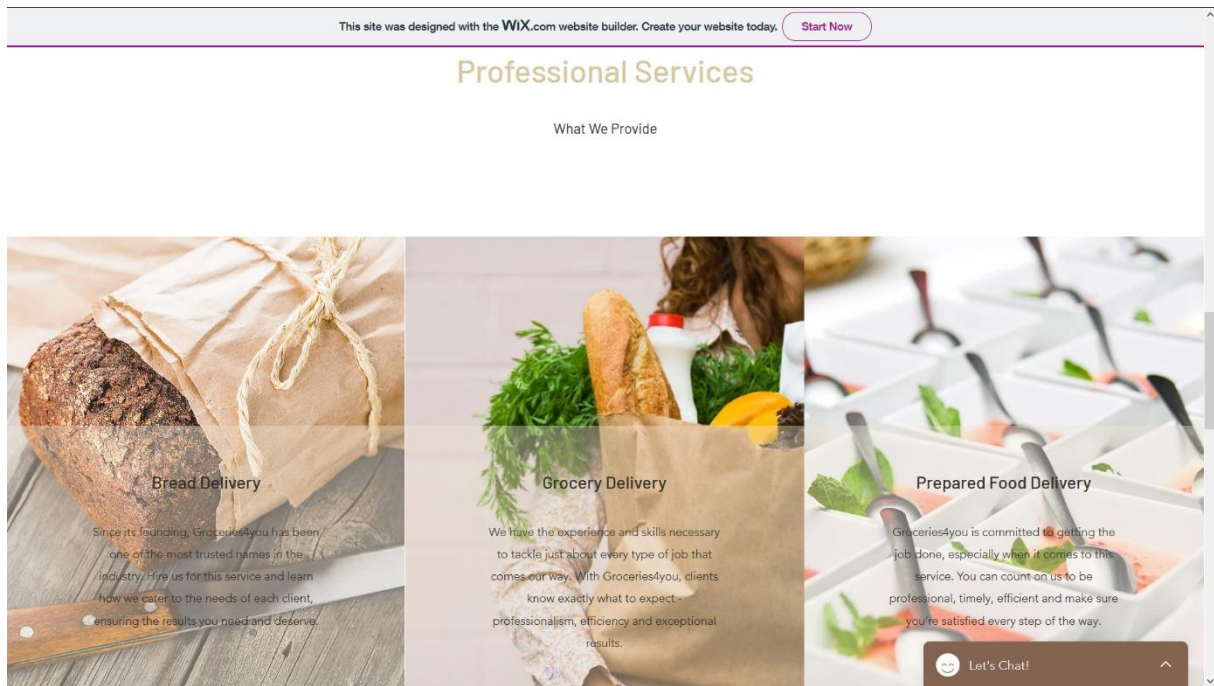 This site was designed with the WiX.com website builder. Create your website today. Start Now
Professional Services
What We Provide
Bread Delivery
Since its founding, Groceries4you has been
one of the most trusted names in the
industry. Hire us for this service and learn
how we cater to the needs of each client,
ensuring the results you need and deserve.
Grocery Delivery
We have the experience and skills necessary
to tackle just about every type of job that
comes our way. With Groceries4you, clients
know exactly what to expect -
professionalism, efficiency and exceptional
results.
Prepared Food Delivery
Groceries4you is committed to getting the
job done, especially when it comes to this
service. You can count on us to be
professional, timely, efficient and make sure
you're satisfied every step of the way.
Let's Chat!